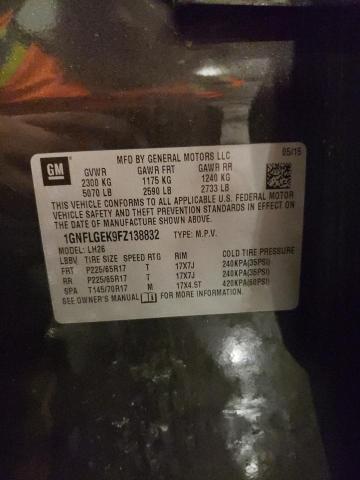 GM
MFD BY GENERAL MOTORS LLC
05/15
GVWR GAWR FRT GAWR RR
2300 KG 1175 KG 1240 KG
5070 LB 2590 LB 2733 LB
THIS VEHICLE CONFORMS TO ALL APPLICABLE U.S. FEDERAL MOTOR
VEHICLE SAFETY AND THEFT PREVENTION STANDARDS IN EFFECT ON
THE DATE OF MANUFACTURE SHOWN ABOVE.
1GNFLGEK9FZ138832 TYPE: M.P.V.
MODEL: LH26
LBBV TIRE SIZE SPEED RTG RIM COLD TIRE PRESSURE
FRT P225/65R17 T 17X7J 240KPA(35PSI)
RR P225/65R17 T 17X7J 240KPA(35PSI)
SPA T145/70R17 M 17X4.5T 420KPA(60PSI)
SEE OWNER'S MANUAL FOR MORE INFORMATION.